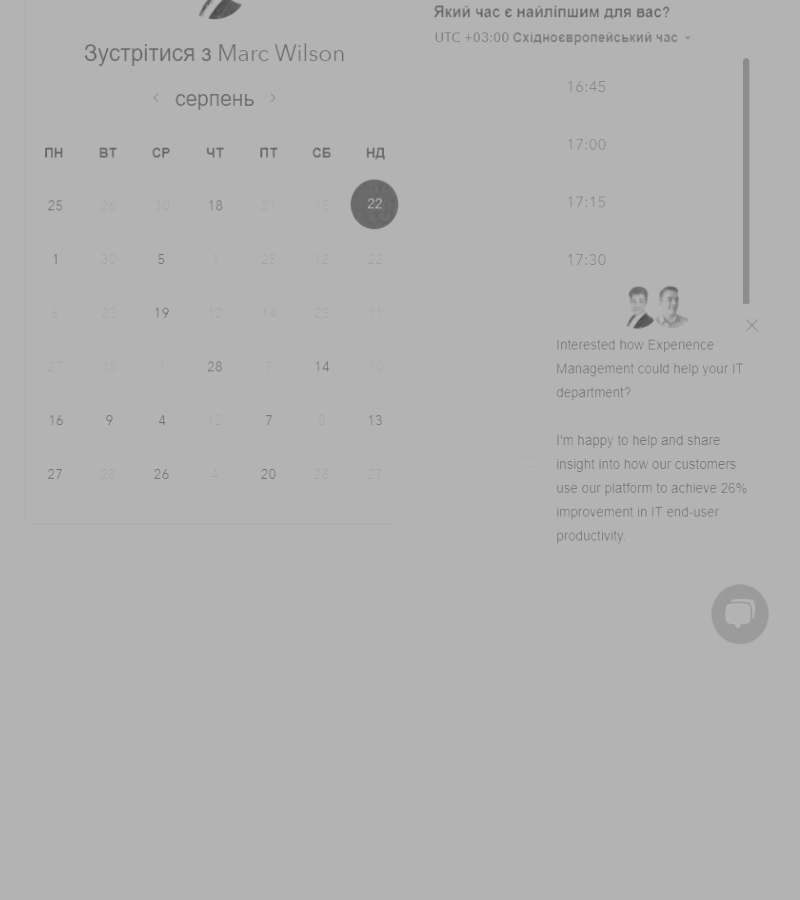 Зустрітися з Marc Wilson
серпень
ПН ВТ СР ЧТ ПТ СБ НД
25 26 30 18 21 15 22
1 30 5 1 25 12 22
6 23 19 12 14 25 11
27 10 1 28 7 14 10
16 9 4 12 7 8 13
27 28 26 4 20 28 27
Який час є найліпшим для вас?
UTC +03:00 Східноєвропейський час
16:45
17:00
17:15
17:30
Interested how Experience
Management could help your IT
department?
I'm happy to help and share
insight into how our customers
use our platform to achieve 26%
improvement in IT end-user
productivity.